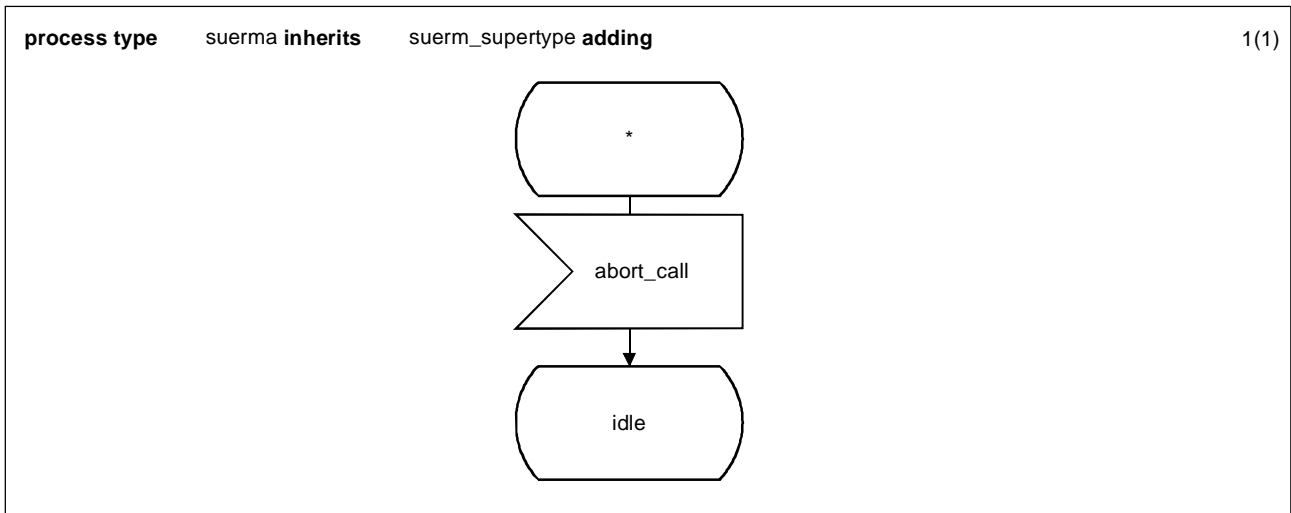 process type suerma inherits suerm_supertype adding 1(1)
*
abort_call
idle